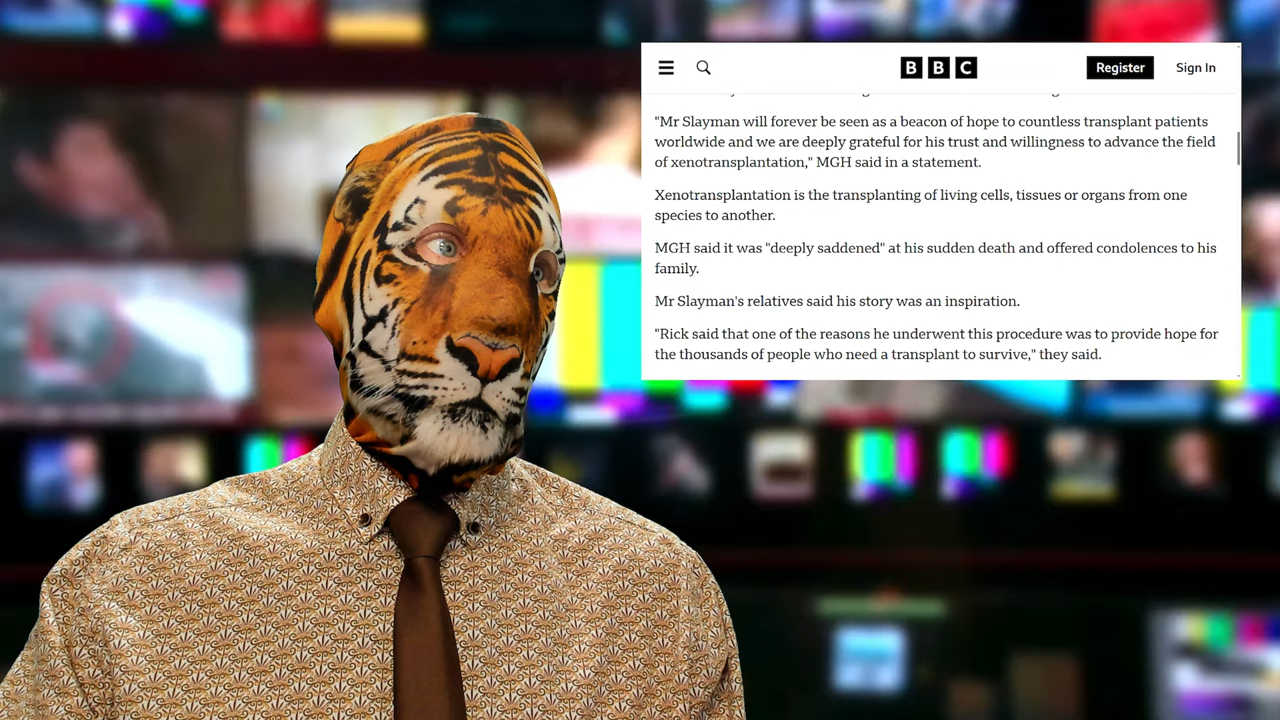 BBC
Register
Sign In
"Mr Slayman will forever be seen as a beacon of hope to countless transplant patients
worldwide and we are deeply grateful for his trust and willingness to advance the field
of xenotransplantation," MGH said in a statement.
Xenotransplantation is the transplanting of living cells, tissues or organs from one
species to another.
MGH said it was "deeply saddened" at his sudden death and offered condolences to his
family.
Mr Slayman's relatives said his story was an inspiration.
"Rick said that one of the reasons he underwent this procedure was to provide hope for
the thousands of people who need a transplant to survive," they said.